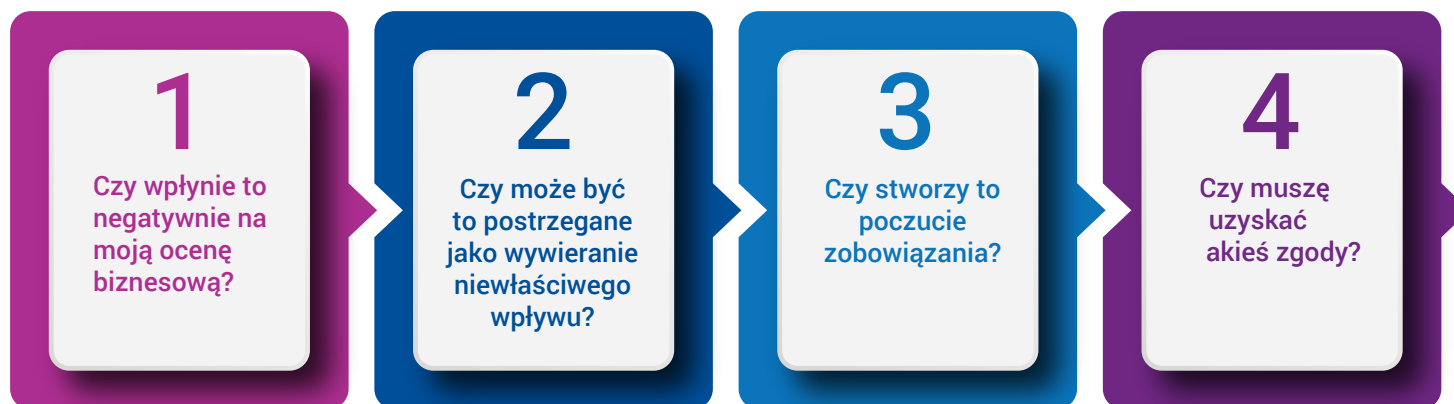 1
Czy wpłynie to
negatywnie na
moją ocenę
biznesową?
2
Czy może być
to postrzegane
jako wywieranie
niewłaściwego
wpływu?
3
Czy stworzy to
poczucie
zobowiązania?
4
Czy muszę
uzyskać
akieś zgody?